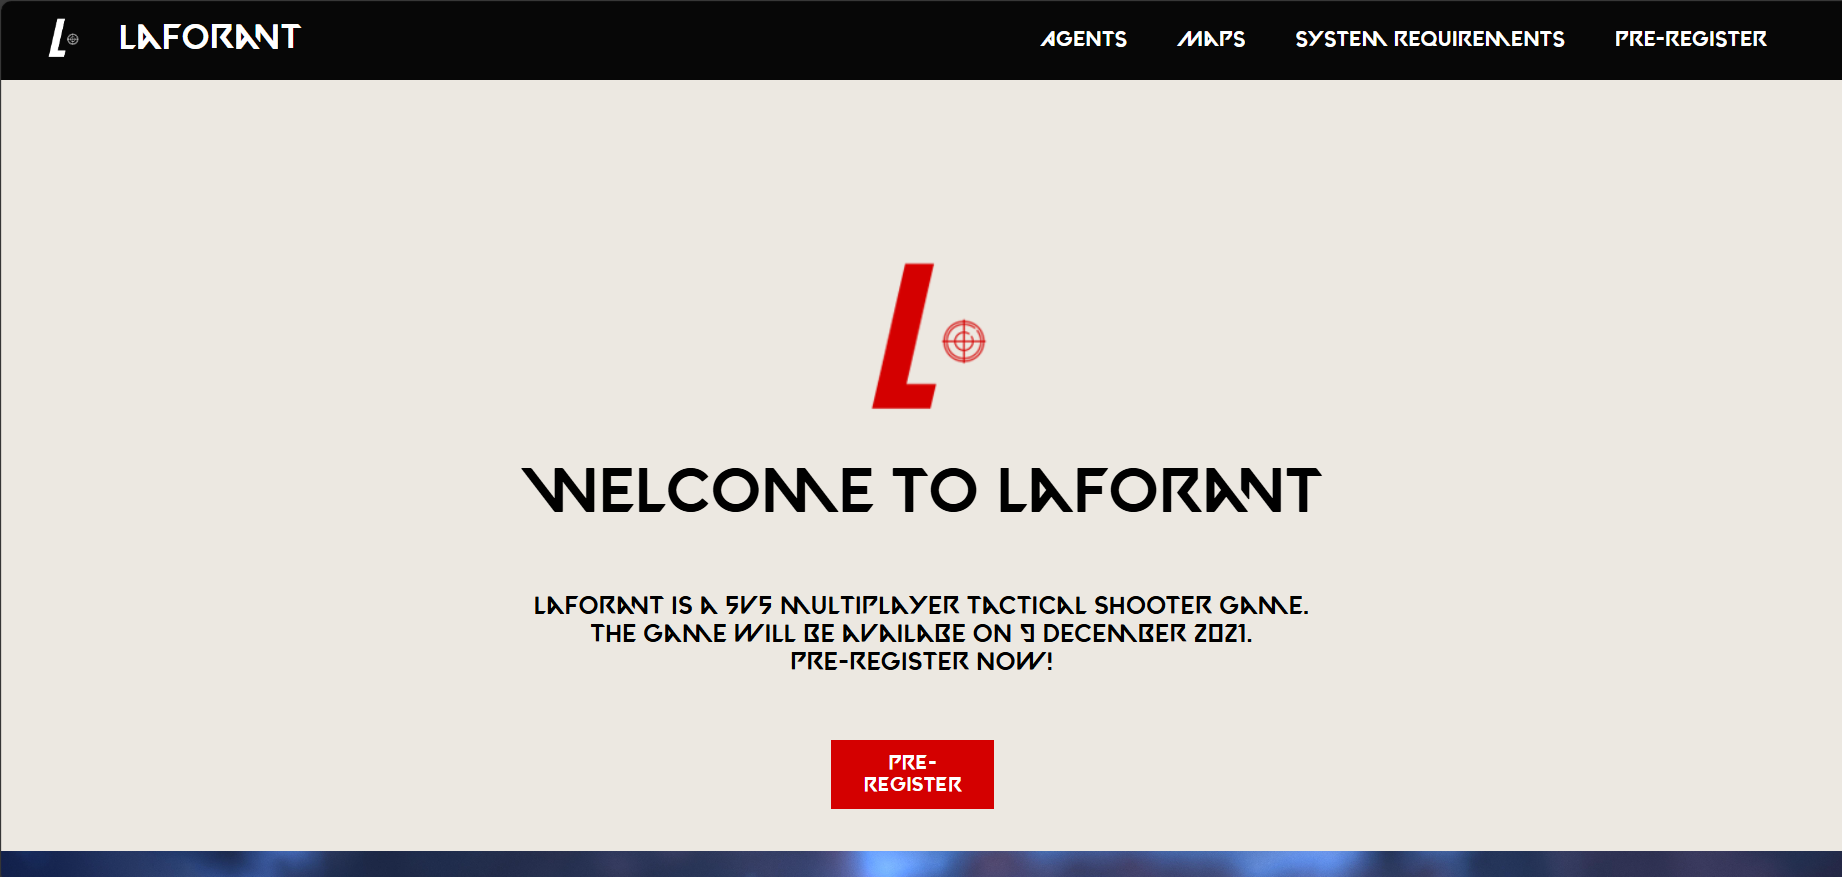 LAFORANT
AGENTS
MAPS
SYSTEM REQUIREMENTS
PRE-REGISTER
L
WELCOME TO LAFORANT
LAFORANT IS A 5V5 MULTIPLAYER TACTICAL SHOOTER GAME.
THE GAME WILL BE AVAILABE ON 9 DECEMBER 2021.
PRE-REGISTER NOW!
PRE-
REGISTER